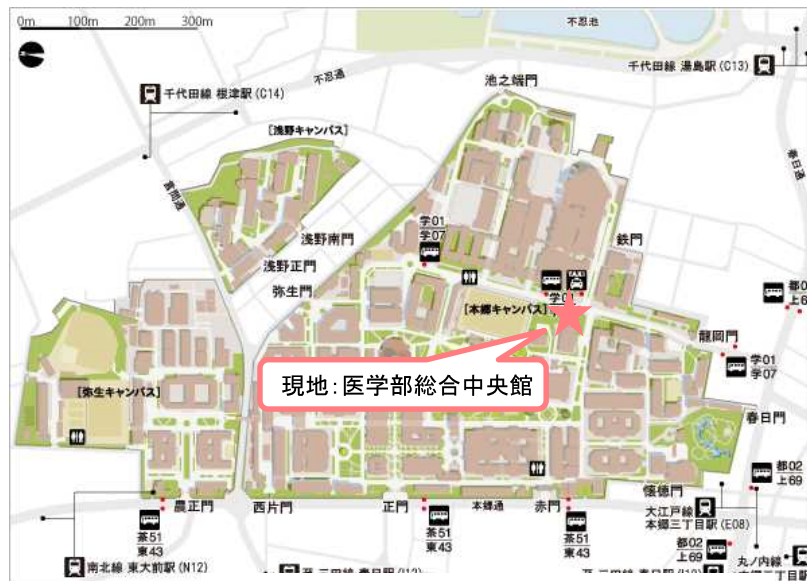 0m 100m 200m 300m
不忍池
千代田線 湯島駅(C13)
不忍通
池之端門
千代田線 根津駅(C14)
[浅野キャンパス]
春日通
言問通
学01
学07
浅野南門
鉄門
浅野正門
弥生門
TAXI
都02
[本郷キャンパス]
学01
龍岡門
学01
学07
現地:医学部総合中央館
[弥生キャンパス]
春日門
都02
上69
懐徳門
農正門
西片門
正門
本郷通
赤門
大江戸線
本郷三丁目駅(E08)
茶51
東43
茶51
東43
茶51
東43
都02
上69
丸ノ内線
南北線 東大前駅(N12)